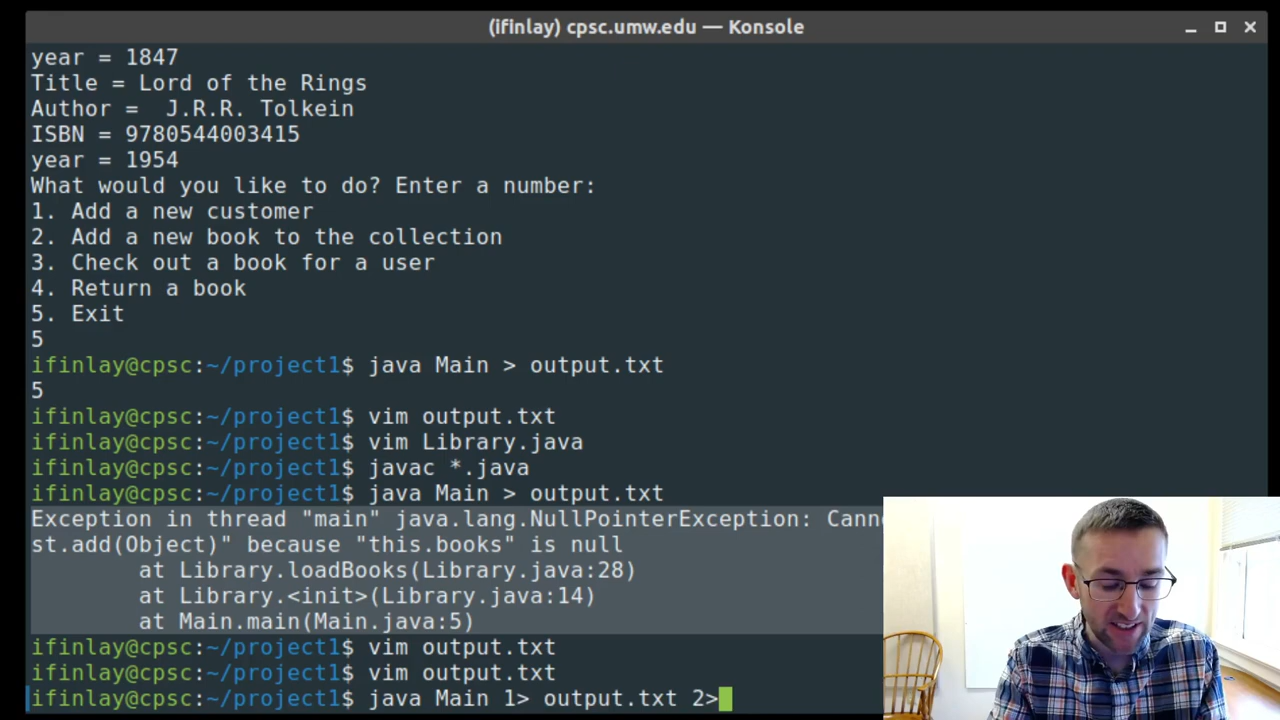 (ifinlay) cpsc.umw.edu — Konsole
year = 1847
Title = Lord of the Rings
Author =  J.R.R. Tolkein
ISBN = 9780544003415
year = 1954
What would you like to do? Enter a number:
1. Add a new customer
2. Add a new book to the collection
3. Check out a book for a user
4. Return a book
5. Exit
5
ifinlay@cpsc:~/project1$ java Main > output.txt
5
ifinlay@cpsc:~/project1$ vim output.txt
ifinlay@cpsc:~/project1$ vim Library.java
ifinlay@cpsc:~/project1$ javac *.java
ifinlay@cpsc:~/project1$ java Main > output.txt
Exception in thread "main" java.lang.NullPointerException:
st.add(Object)" because "this.books" is null
        at Library.loadBooks(Library.java:28)
        at Library.<init>(Library.java:14)
        at Main.main(Main.java:5)
ifinlay@cpsc:~/project1$ vim output.txt
ifinlay@cpsc:~/project1$ vim output.txt
ifinlay@cpsc:~/project1$ java Main 1> output.txt 2>